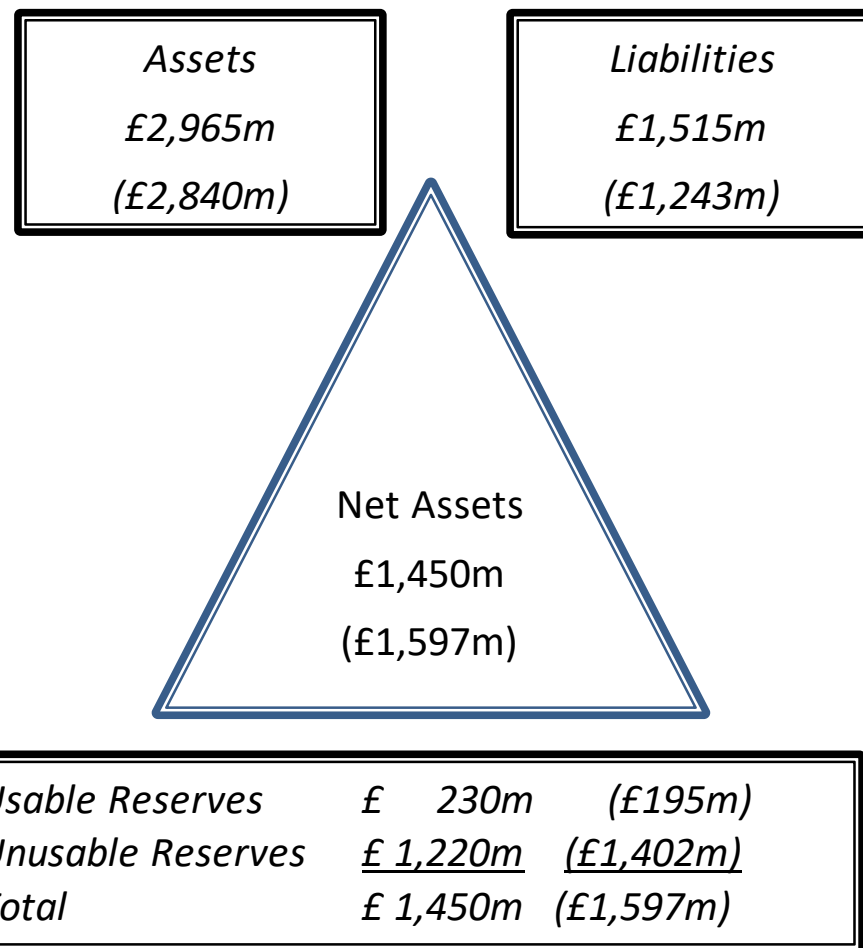 Assets
£2,965m
(£2,840m)
Liabilities
£1,515m
(£1,243m)
Net Assets
£1,450m
(£1,597m)
Usable Reserves £ 230m (£195m)
Unusable Reserves £ 1,220m (£1,402m)
Total £ 1,450m (£1,597m)